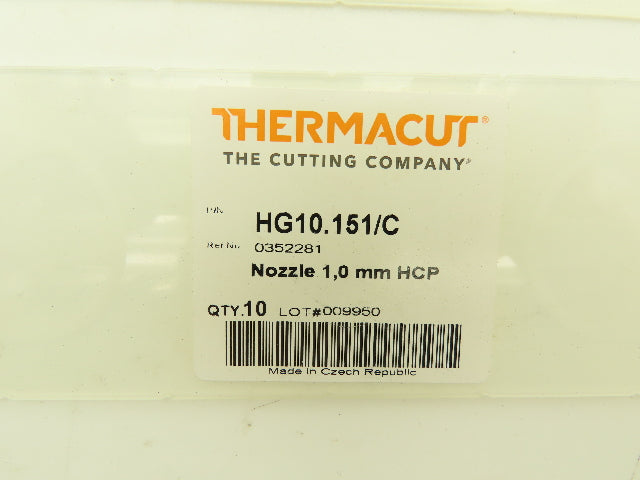 THERMACUT®
THE CUTTING COMPANY®
P/N
HG10.151/C
Ref No 0352281
Nozzle 1,0 mm HCP
QTY.10 LOT#009950
Made in Czech Republic